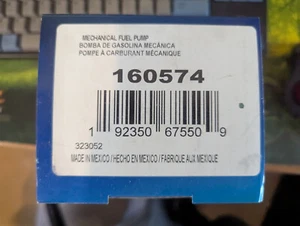 MECHANICAL FUEL PUMP
BOMBA DE GASOLINA MECÁNICA
POMPE À CARBURANT MÉCANIQUE
160574
1 92350 67550 9
323052
MADE IN MEXICO / HECHO EN MEXICO / FABRIQUE AUX MEXIQUE